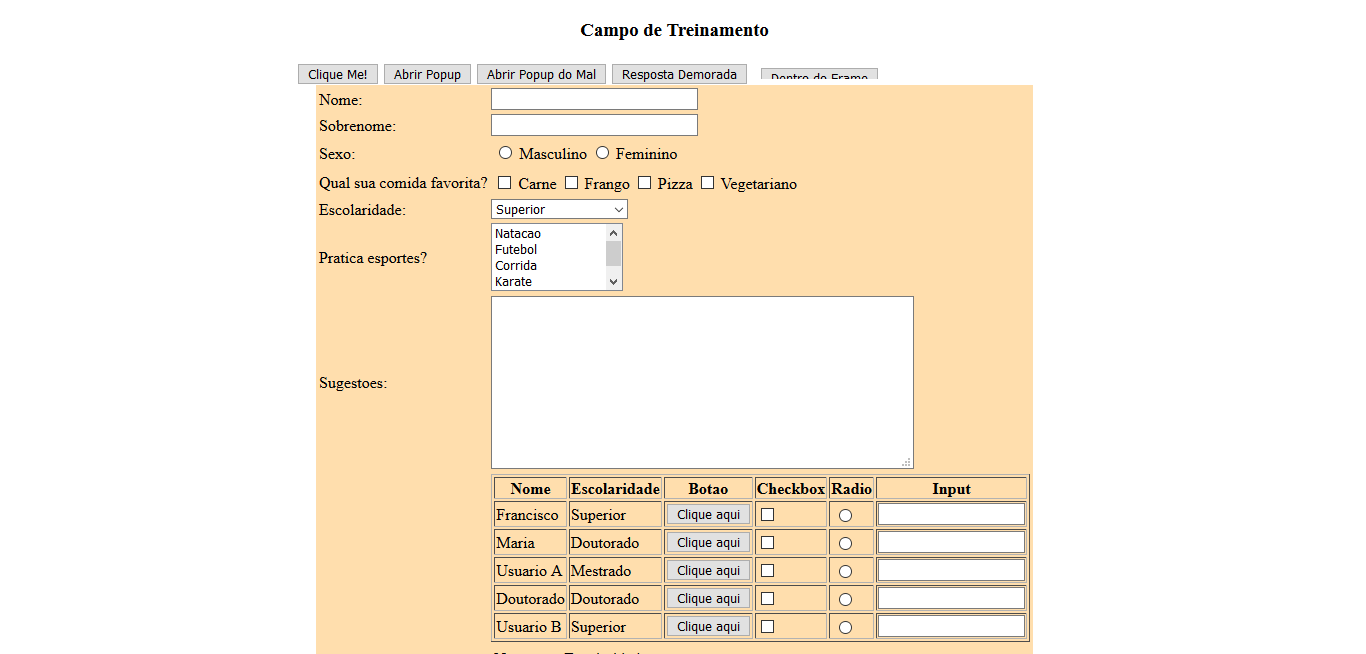 Campo de Treinamento
Clique Me! Abrir Popup Abrir Popup do Mal Resposta Demorada Dentro do Frame
Nome:
Sobrenome:
Sexo: Masculino Feminino
Qual sua comida favorita? Carne Frango Pizza Vegetariano
Escolaridade: Superior
Natacao
Futebol
Pratica esportes?
Corrida
Karate
Sugestoes:
Nome Escolaridade Botao Checkbox Radio Input
Francisco Superior Clique aqui
Maria Doutorado Clique aqui
Usuario A Mestrado Clique aqui
Doutorado Doutorado Clique aqui
Usuario B Superior Clique aqui